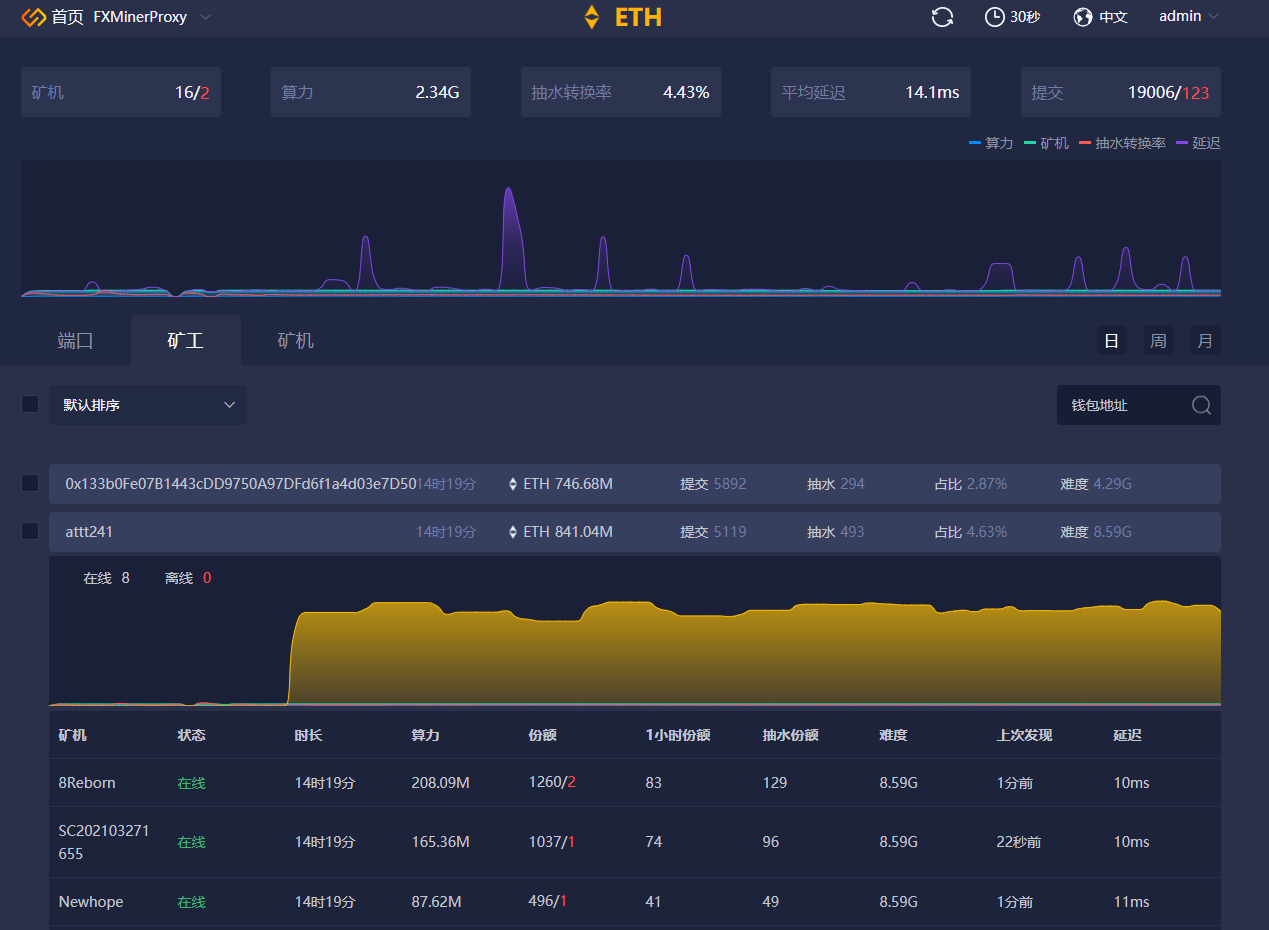 首页 FXMinerProxy
ETH
30秒 中文 admin
矿机 16/2 算力 2.34G 抽水转换率 4.43% 平均延迟 14.1ms 提交 19006/123
算力 矿机 抽水转换率 延迟
端口 矿工 矿机 日 周 月
默认排序 钱包地址
0x133b0Fe07B1443cDD9750A97DFd6f1a4d03e7D50 14时19分 ETH 746.68M 提交 5892 抽水 294 占比 2.87% 难度 4.29G
attt241 14时19分 ETH 841.04M 提交 5119 抽水 493 占比 4.63% 难度 8.59G
在线 8 离线 0
矿机 状态 时长 算力 份额 1小时份额 抽水份额 难度 上次发现 延迟
8Reborn 在线 14时19分 208.09M 1260/2 83 129 8.59G 1分前 10ms
SC202103271
655 在线 14时19分 165.36M 1037/1 74 96 8.59G 22秒前 10ms
Newhope 在线 14时19分 87.62M 496/1 41 49 8.59G 1分前 11ms